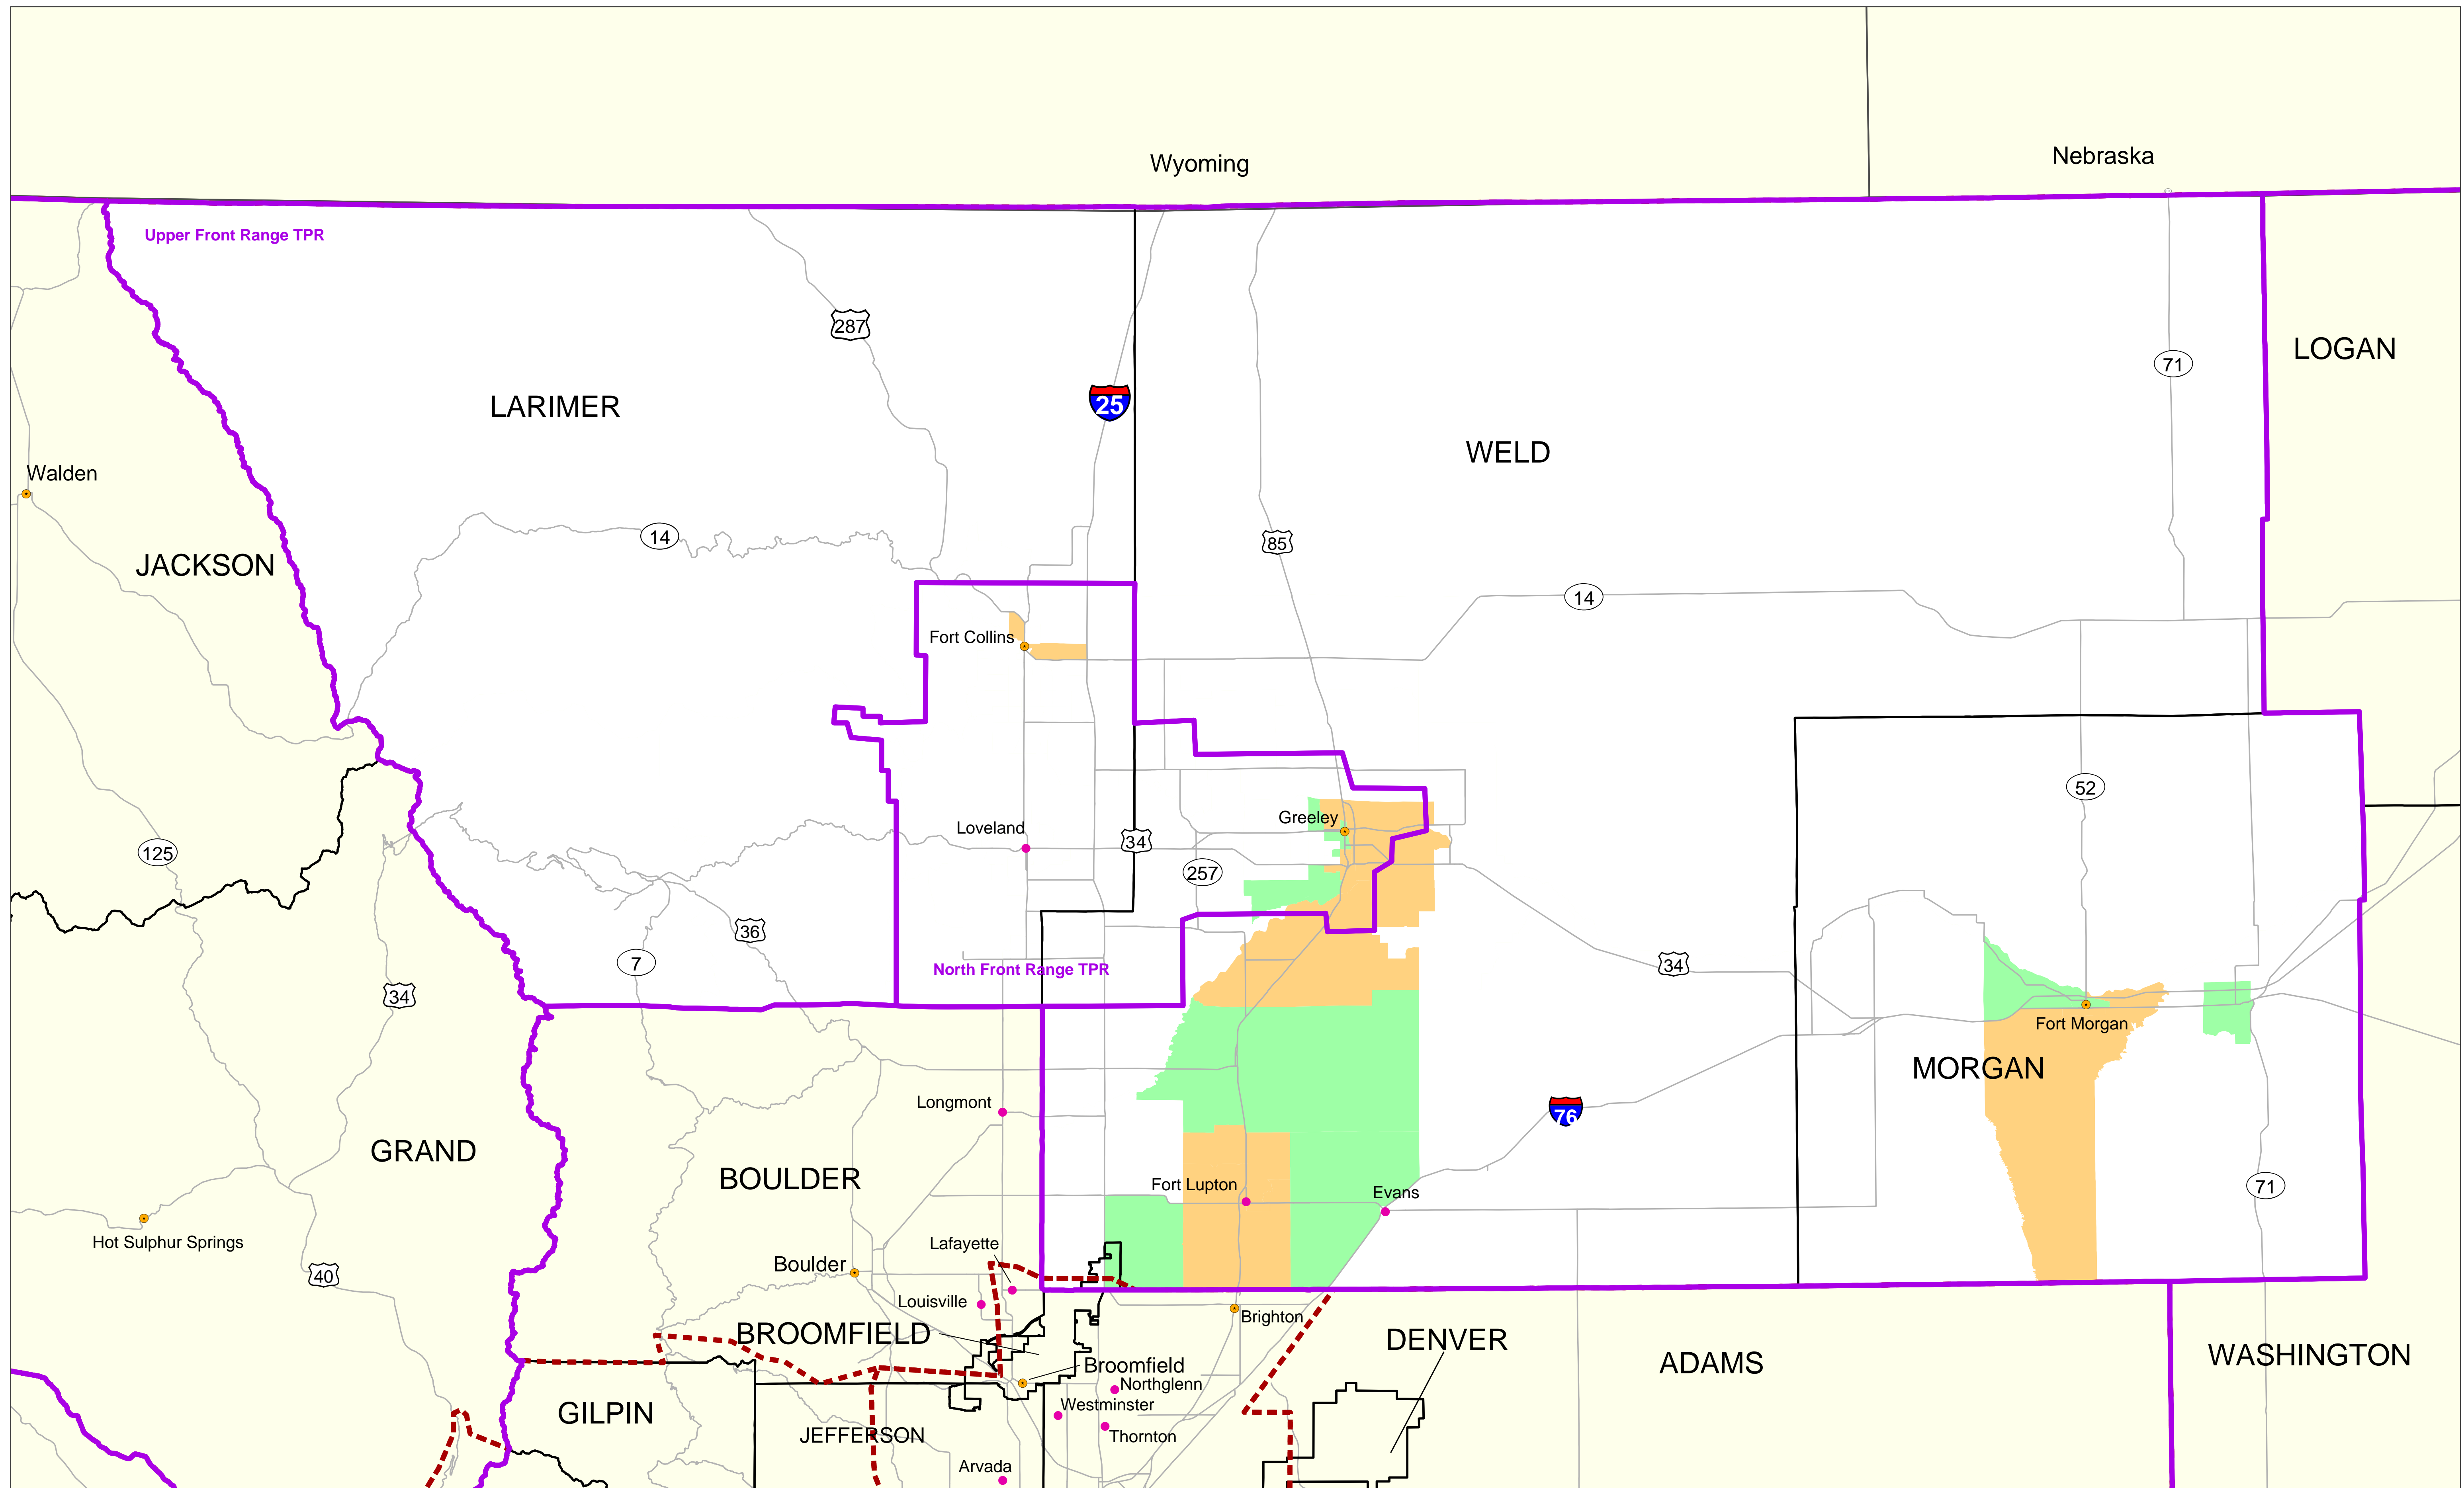 Wyoming
Nebraska
Upper Front Range TPR
287
LOGAN
71
25
LARIMER
WELD
Walden
85
14
JACKSON
14
Fort Collins
52
Greeley
Loveland
34
125
257
36
7
34
North Front Range TPR
34
Fort Morgan
MORGAN
Longmont
76
GRAND
BOULDER
Fort Lupton
Evans
71
Hot Sulphur Springs
Lafayette
Boulder
40
Louisville
Brighton
BROOMFIELD
DENVER
ADAMS
WASHINGTON
Broomfield
Northglenn
GILPIN
Westminster
JEFFERSON
Thornton
Arvada